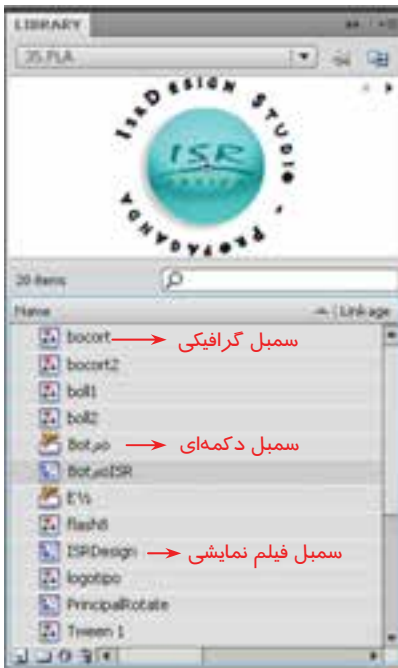 LIBRARY
35.FLA
ISRDESIGN STUDIO - PROPAGANDA
ISR
DESIGN
20 items
Name Linkage
bocort سمبل گرافیکی
bocort2
boll1
boll2
سمبل دکمه‌ای
flash8
ISRDesign سمبل فیلم نمایشی
logotipo
PrincipalRotate
Tween 1